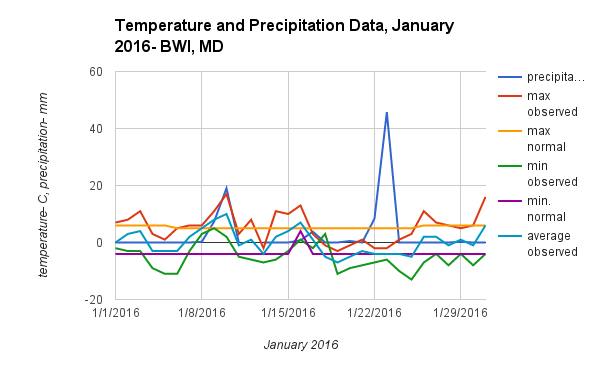 Temperature and Precipitation Data, January
2016- BWI, MD
60
40
20
0
-20
temperature- C, precipitation- mm
1/1/2016
1/8/2016
1/15/2016
1/22/2016
1/29/2016
January 2016
precipita...
max
observed
max
normal
min
observed
min.
normal
average
observed